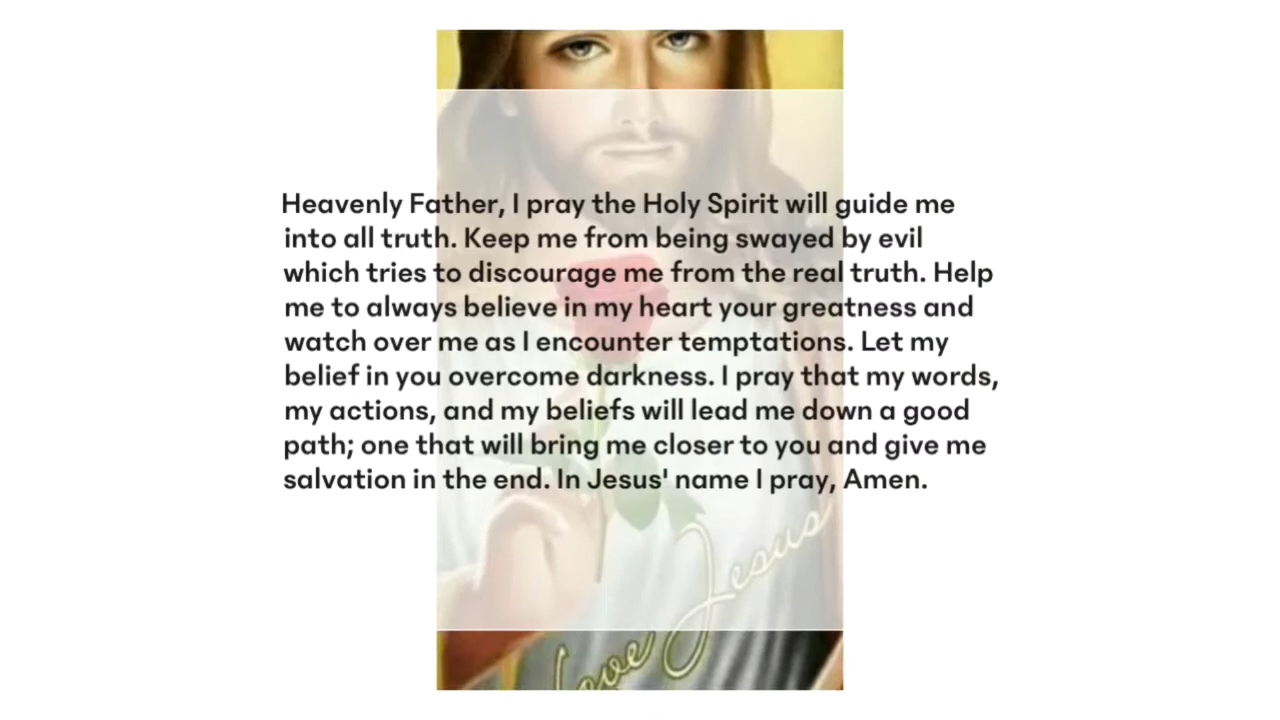 Heavenly Father, I pray the Holy Spirit will guide me
into all truth. Keep me from being swayed by evil
which tries to discourage me from the real truth. Help
me to always believe in my heart your greatness and
watch over me as I encounter temptations. Let my
belief in you overcome darkness. I pray that my words,
my actions, and my beliefs will lead me down a good
path; one that will bring me closer to you and give me
salvation in the end. In Jesus' name I pray, Amen.
Love Jesus